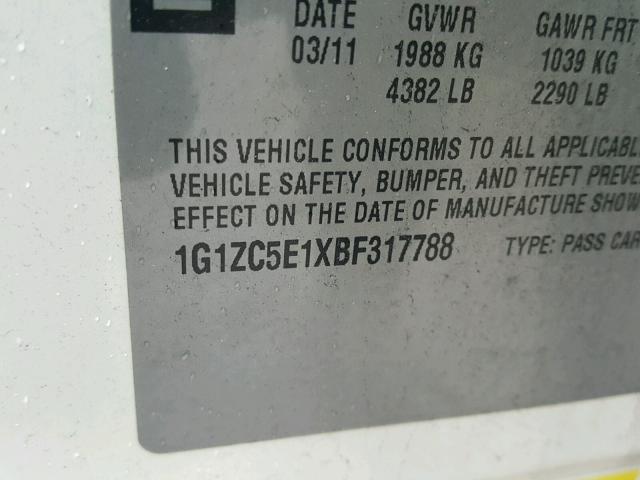 DATE GVWR GAWR FRT
03/11 1988 KG 1039 KG
4382 LB 2290 LB
THIS VEHICLE CONFORMS TO ALL APPLICABL
VEHICLE SAFETY, BUMPER, AND THEFT PREVE
EFFECT ON THE DATE OF MANUFACTURE SHOW
1G1ZC5E1XBF317788 TYPE: PASS CAR